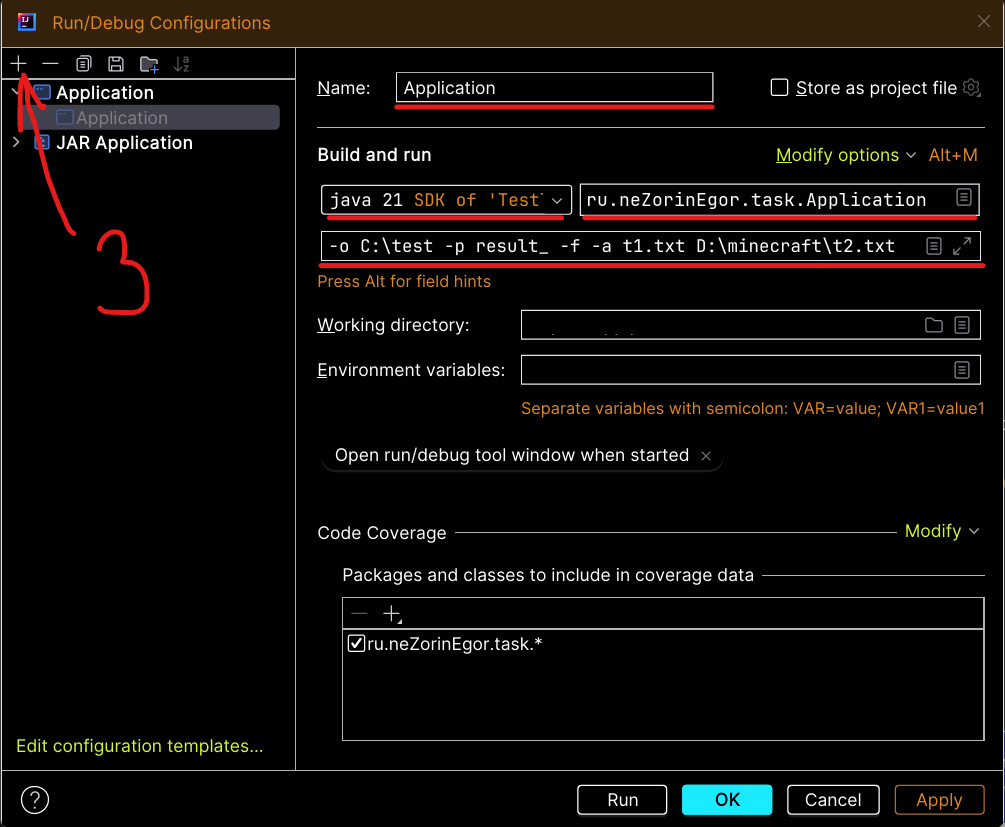 Run/Debug Configurations
Application
Application
JAR Application
3
Edit configuration templates...
Name: Application
Store as project file
Build and run
Modify options Alt+M
java 21 SDK of 'Test ru.neZorinEgor.task.Application
-o C:\test -p result_ -f -a t1.txt D:\minecraft\t2.txt
Press Alt for field hints
Working directory:
Environment variables:
Separate variables with semicolon: VAR=value; VAR1=value1
Open run/debug tool window when started
Code Coverage
Modify
Packages and classes to include in coverage data
ru.neZorinEgor.task.*
?
Run
OK
Cancel
Apply